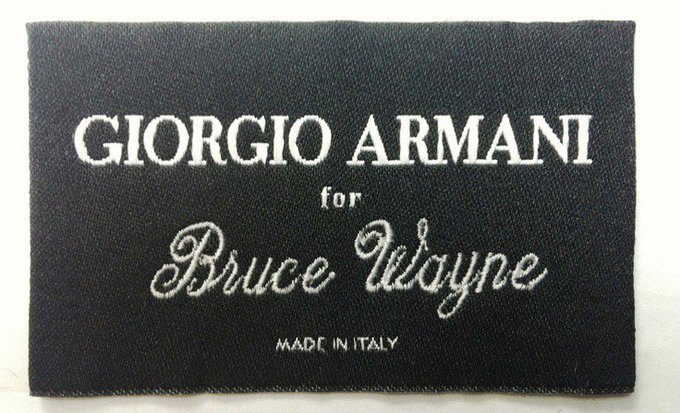 GIORGIO ARMANI
for
Bruce Wayne
MADE IN ITALY